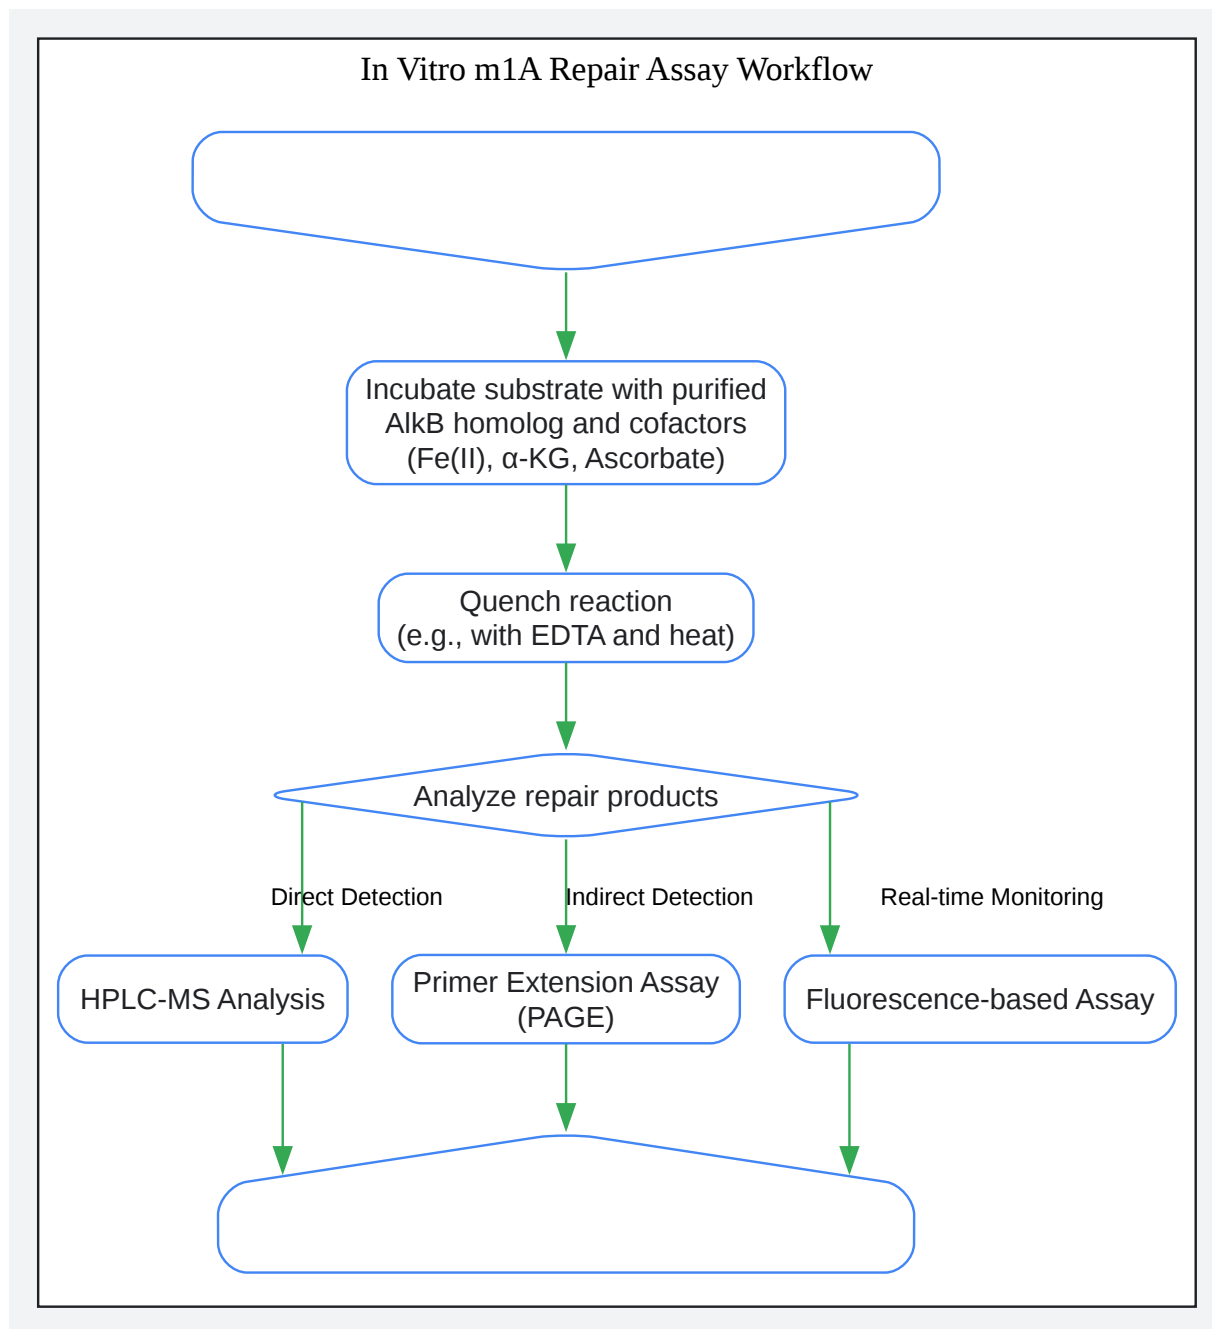 In Vitro m1A Repair Assay Workflow
Incubate substrate with purified
AlkB homolog and cofactors
(Fe(II), α-KG, Ascorbate)
Quench reaction
(e.g., with EDTA and heat)
Analyze repair products
Direct Detection
Indirect Detection
Real-time Monitoring
HPLC-MS Analysis
Primer Extension Assay
(PAGE)
Fluorescence-based Assay